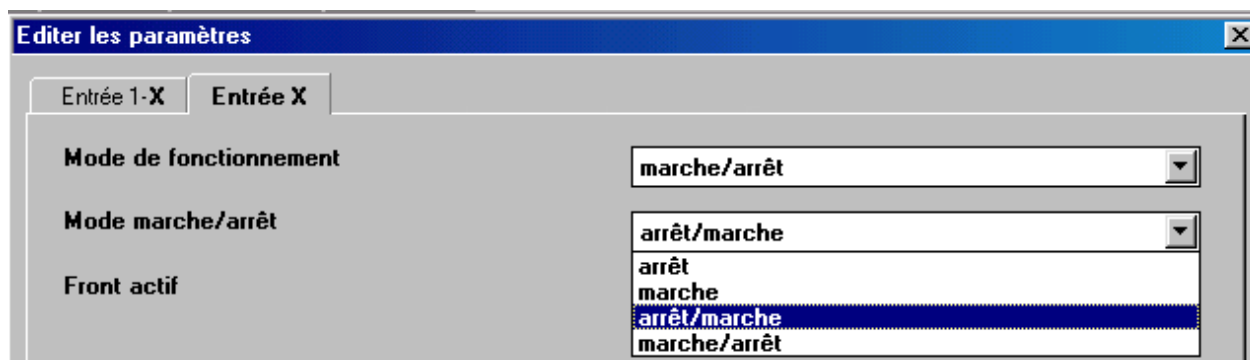 Editer les paramètres
Entrée 1-X Entrée X
Mode de fonctionnement marche/arrêt
Mode marche/arrêt arrêt/marche
arrêt
Front actif
marche
arrêt/marche
marche/arrêt